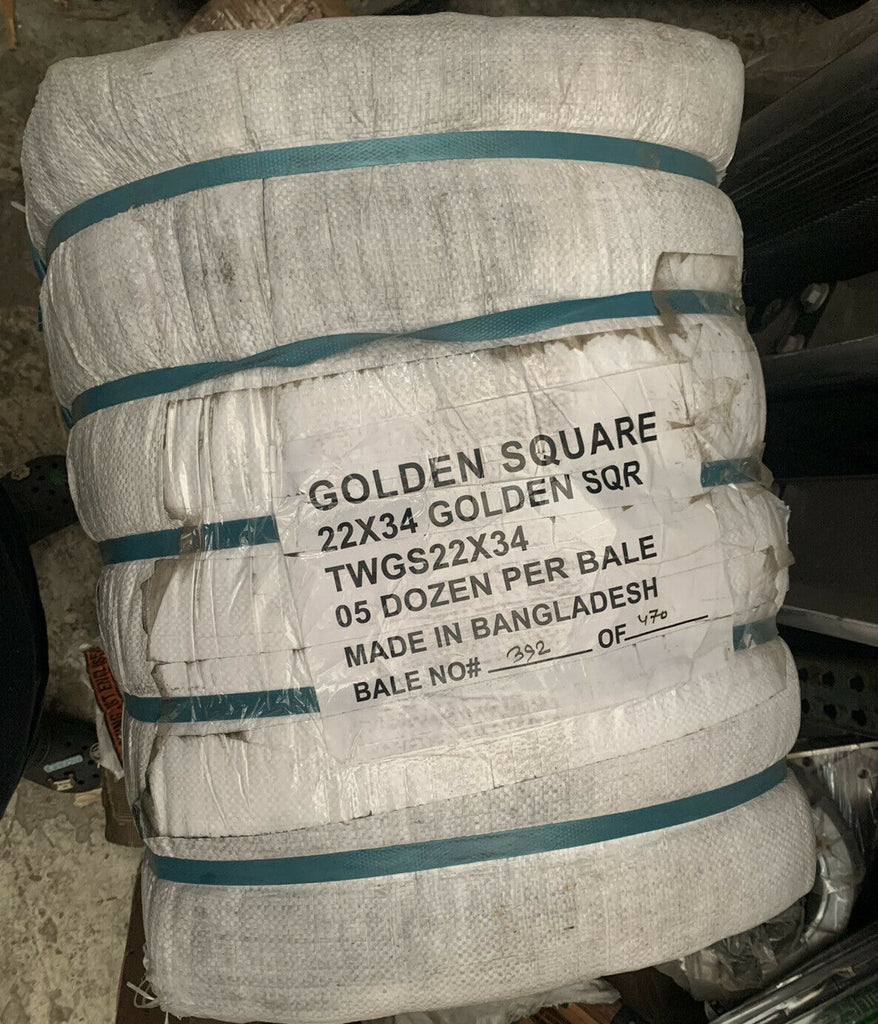 GOLDEN SQUARE
22X34 GOLDEN SQR
TWGS22X34
05 DOZEN PER BALE
MADE IN BANGLADESH
BALE NO# 392 OF 470